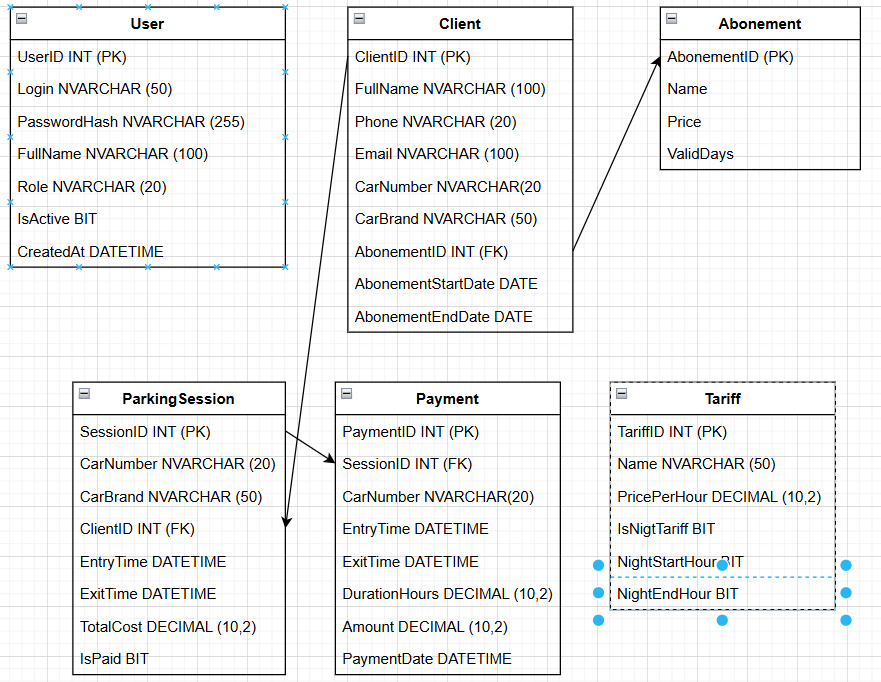 User
UserID INT (PK)
Login NVARCHAR (50)
PasswordHash NVARCHAR (255)
FullName NVARCHAR (100)
Role NVARCHAR (20)
IsActive BIT
CreatedAt DATETIME
Client
ClientID INT (PK)
FullName NVARCHAR (100)
Phone NVARCHAR (20)
Email NVARCHAR (100)
CarNumber NVARCHAR(20
CarBrand NVARCHAR (50)
AbonementID INT (FK)
AbonementStartDate DATE
AbonementEndDate DATE
Abonement
AbonementID (PK)
Name
Price
ValidDays
ParkingSession
SessionID INT (PK)
CarNumber NVARCHAR (20)
CarBrand NVARCHAR (50)
ClientID INT (FK)
EntryTime DATETIME
ExitTime DATETIME
TotalCost DECIMAL (10,2)
IsPaid BIT
Payment
PaymentID INT (PK)
SessionID INT (FK)
CarNumber NVARCHAR(20)
EntryTime DATETIME
ExitTime DATETIME
DurationHours DECIMAL (10,2)
Amount DECIMAL (10,2)
PaymentDate DATETIME
Tariff
TariffID INT (PK)
Name NVARCHAR (50)
PricePerHour DECIMAL (10,2)
IsNigtTariff BIT
NightStartHour BIT
NightEndHour BIT